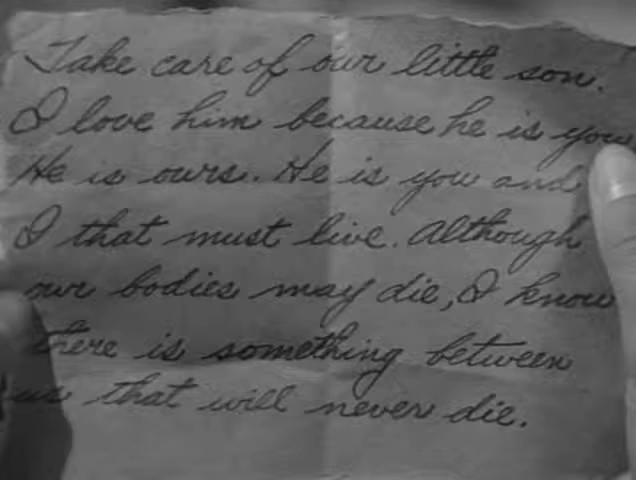 Take care of our little son.
I love him because he is you
He is ours. He is you and
I that must live. Although
our bodies may die, I know
there is something between
us that will never die.